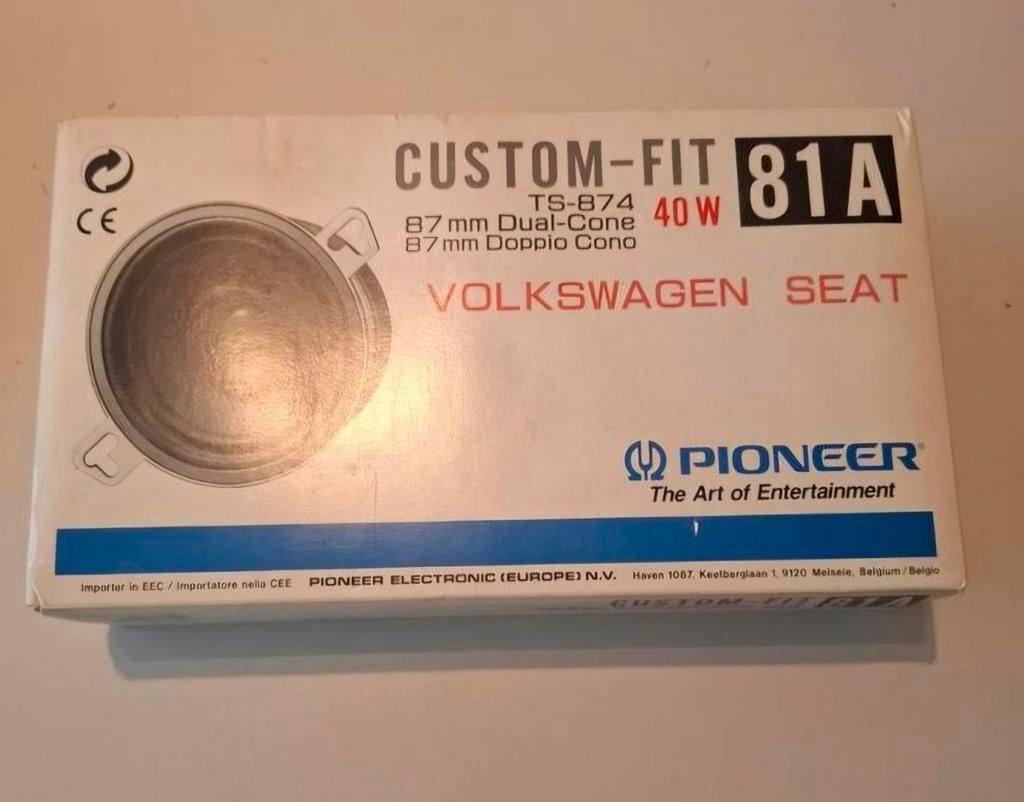 CUSTOM-FIT 81A
TS-874
87 mm Dual-Cone 40 W
87 mm Doppio Cono
CE
VOLKSWAGEN SEAT
PIONEER®
The Art of Entertainment
Importer in EEC / Importatore nella CEE PIONEER ELECTRONIC (EUROPE) N.V. Haven 1087, Keetberglaan 1, 9120 Melsele, Belgium / Belgio
CUSTOM-FIT 81A